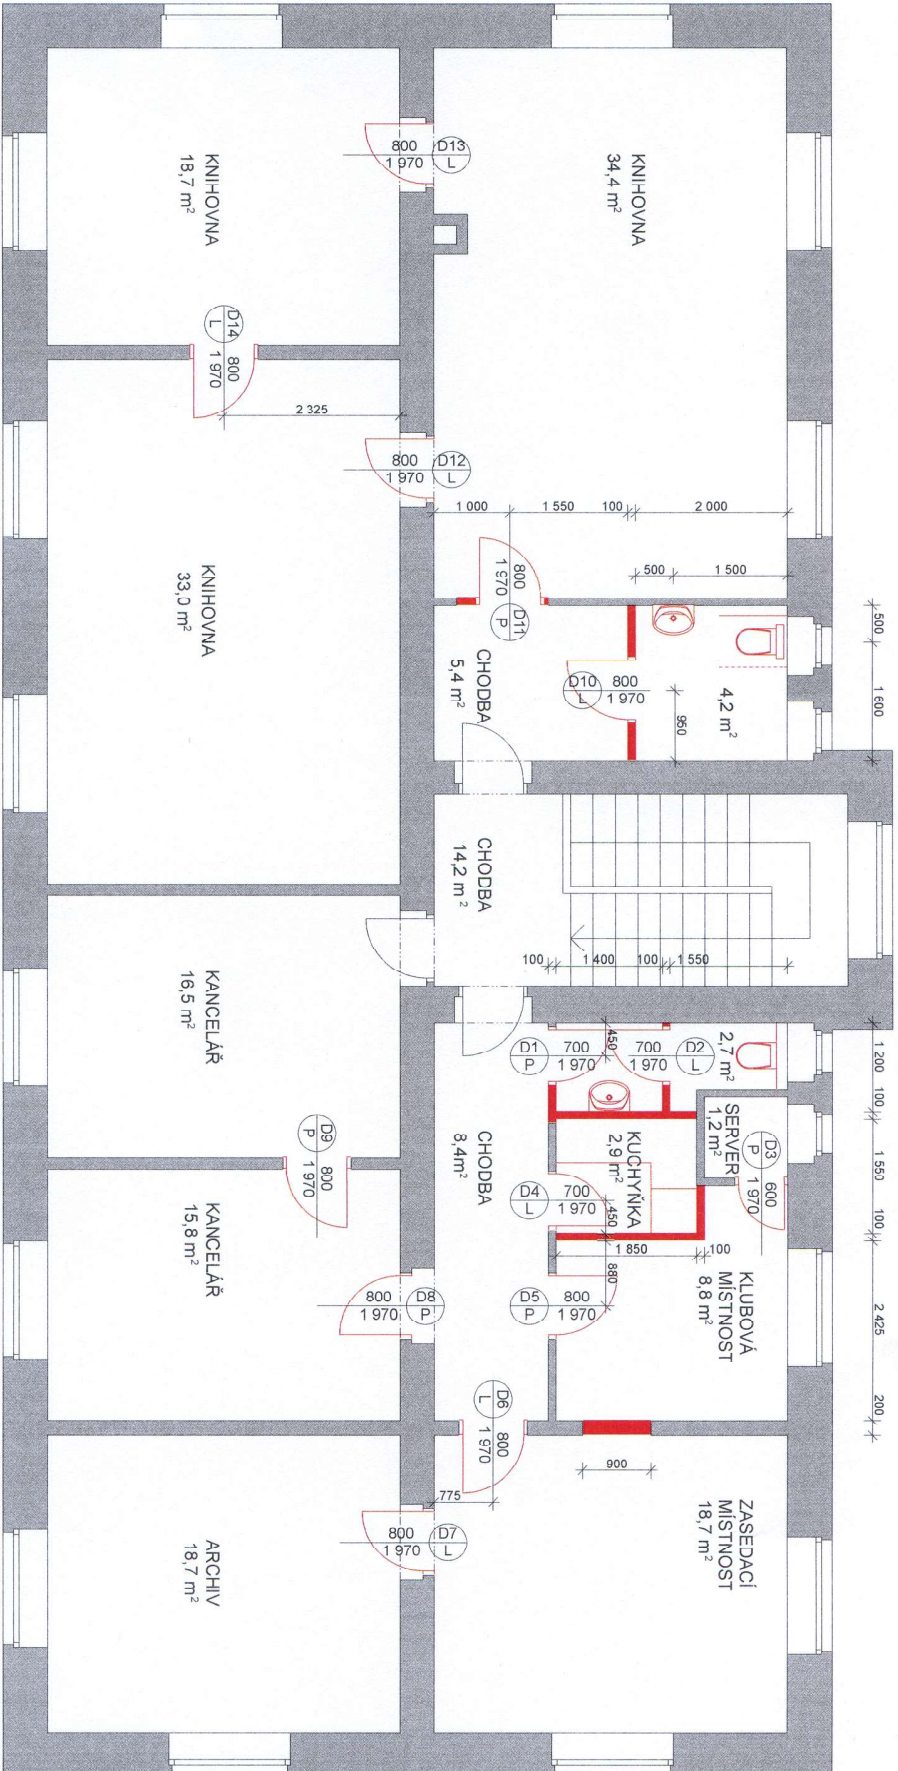 KNIHOVNA
18,7 m²
KNIHOVNA
34,4 m²
800
1 970
D13
L
D14
L
800
1 970
2 325
800
1 970
D12
L
1 000
1 550
100
2 000
500
1 500
KNIHOVNA
33,0 m²
800
1 970
D11
P
CHODBA
5,4 m²
D10
L
800
1 970
4,2 m²
950
500
1 600
CHODBA
14,2 m²
100
1 400
100
1 550
KANCELÁŘ
16,5 m²
D1
P
700
1 970
450
700
1 970
D2
L
2,7 m²
1 200
100
1 550
100
2 425
200
SERVER
1,2 m²
D3
P
600
1 970
KUCHYŇKA
2,9 m²
CHODBA
8,4m²
D4
L
700
1 970
450
1 850
100
880
D9
P
800
1 970
KANCELÁŘ
15,8 m²
800
1 970
D8
P
D5
P
800
1 970
KLUBOVÁ
MÍSTNOST
8,8 m²
D6
L
800
1 970
900
775
800
1 970
D7
L
ZASEDACÍ
MÍSTNOST
18,7 m²
ARCHIV
18,7 m²